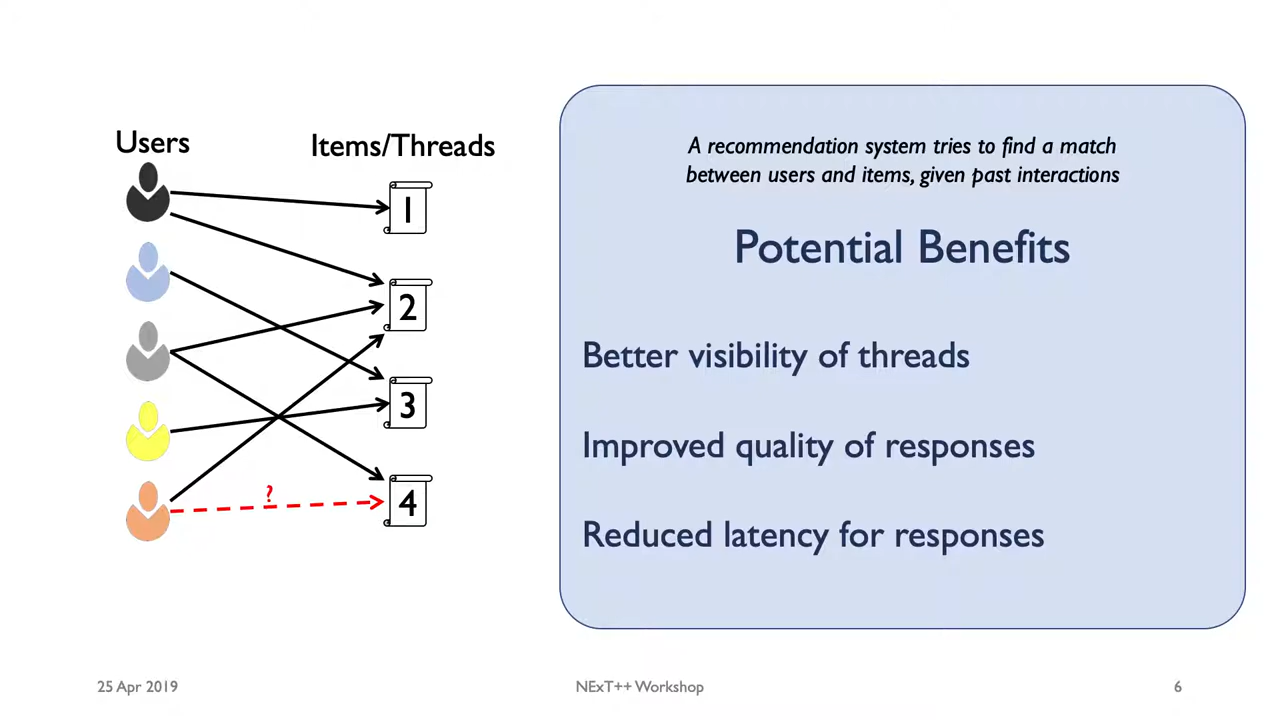 Users
Items/Threads
1
2
3
4
?
A recommendation system tries to find a match
between users and items, given past interactions
Potential Benefits
Better visibility of threads
Improved quality of responses
Reduced latency for responses
25 Apr 2019
NExT++ Workshop
6